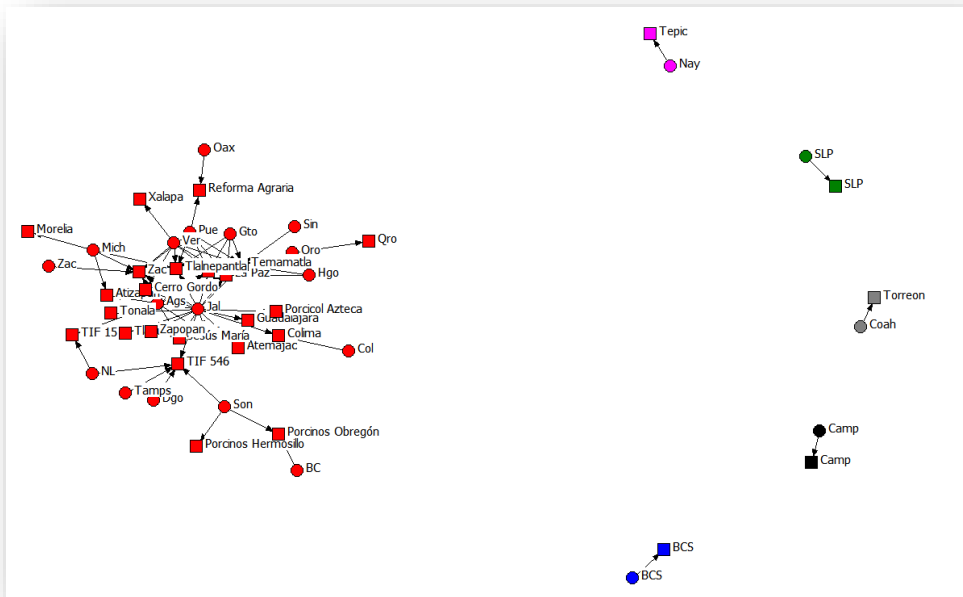 Tepic
Nay
Oax
SLP
SLP
Reforma Agraria
Xalapa
Morelia
Pue
Gto
Sin
Ver
Mich
Oro
Qro
Zac
Zac
Tlalnepantla
Temamatla
La Paz
Hgo
Cerro Gordo
Ags
Jal
Torreon
Tonala
Porcicol Azteca
Guadalajara
Coah
TIF 15
Zapopan
Jesus María
Colima
Atemajac
Col
TIF 546
NL
Tamps
Dgo
Son
Camp
Porcinos Obregón
Porcinos Hermosillo
Camp
BC
BCS
BCS